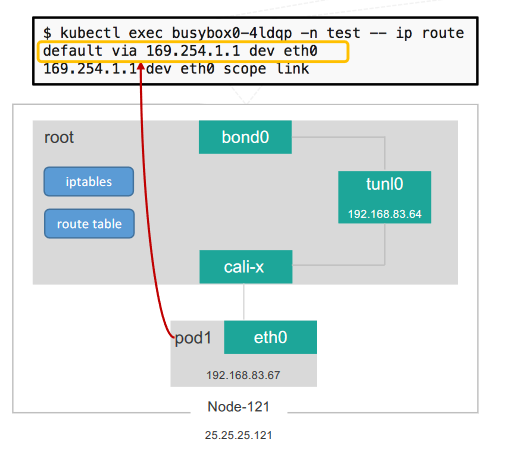 $ kubectl exec busybox0-4ldqp -n test -- ip route
default via 169.254.1.1 dev eth0
169.254.1.1 dev eth0 scope link
root
bond0
iptables
tunl0
192.168.83.64
route table
cali-x
pod1
eth0
192.168.83.67
Node-121
25.25.25.121